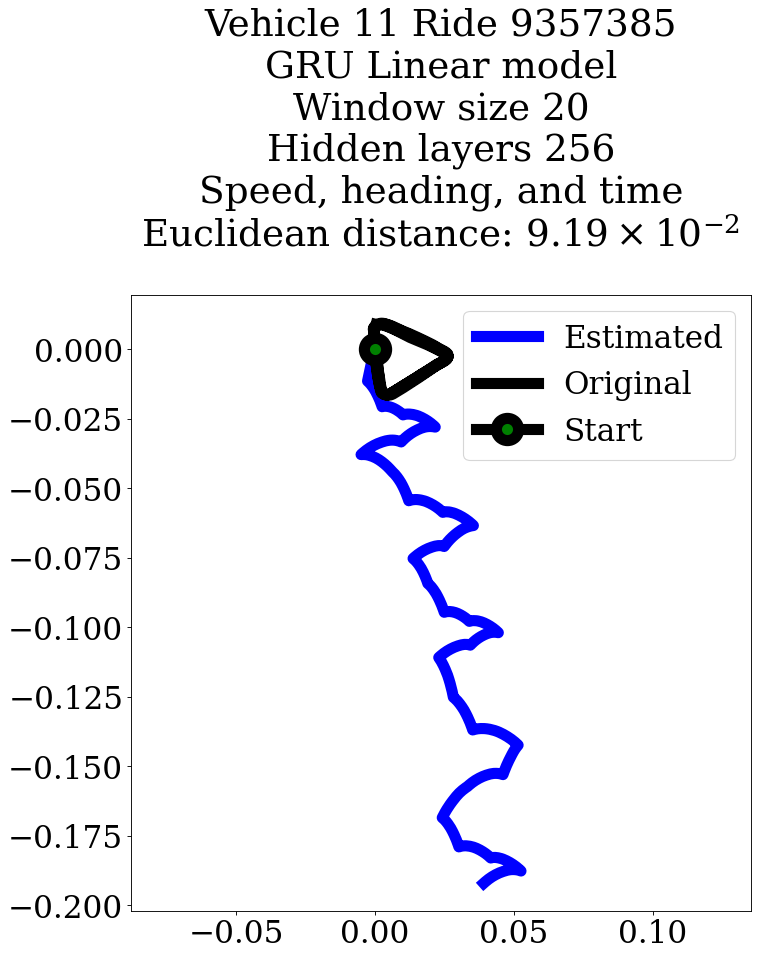 Vehicle 11 Ride 9357385
GRU Linear model
Window size 20
Hidden layers 256
Speed, heading, and time
Euclidean distance: 9.19 × 10⁻²
Estimated
Original
Start
0.000
−0.025
−0.050
−0.075
−0.100
−0.125
−0.150
−0.175
−0.200
−0.05 0.00 0.05 0.10